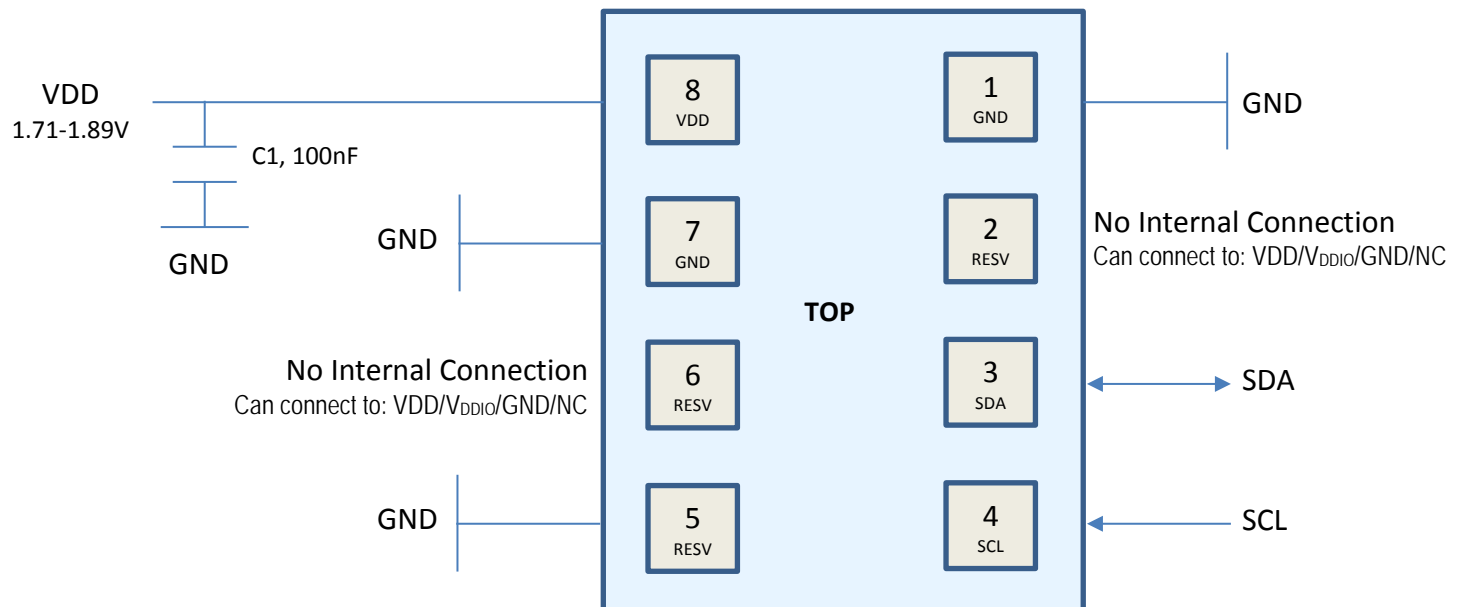 VDD
1.71-1.89V
C1, 100nF
GND
8
VDD
1
GND
GND
GND
7
GND
2
RESV
No Internal Connection
Can connect to: VDD/VDDIO/GND/NC
TOP
No Internal Connection
Can connect to: VDD/VDDIO/GND/NC
6
RESV
3
SDA
SDA
GND
5
RESV
4
SCL
SCL